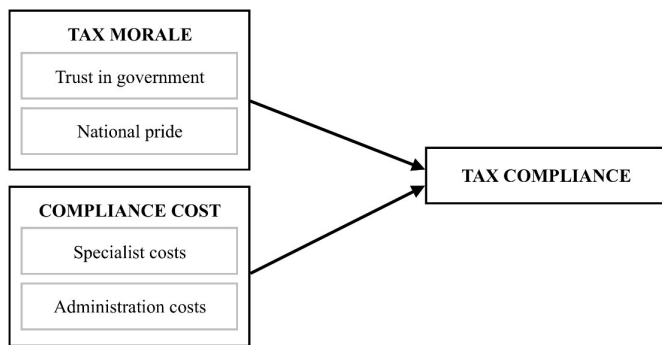 TAX MORALE
Trust in government
National pride
TAX COMPLIANCE
COMPLIANCE COST
Specialist costs
Administration costs